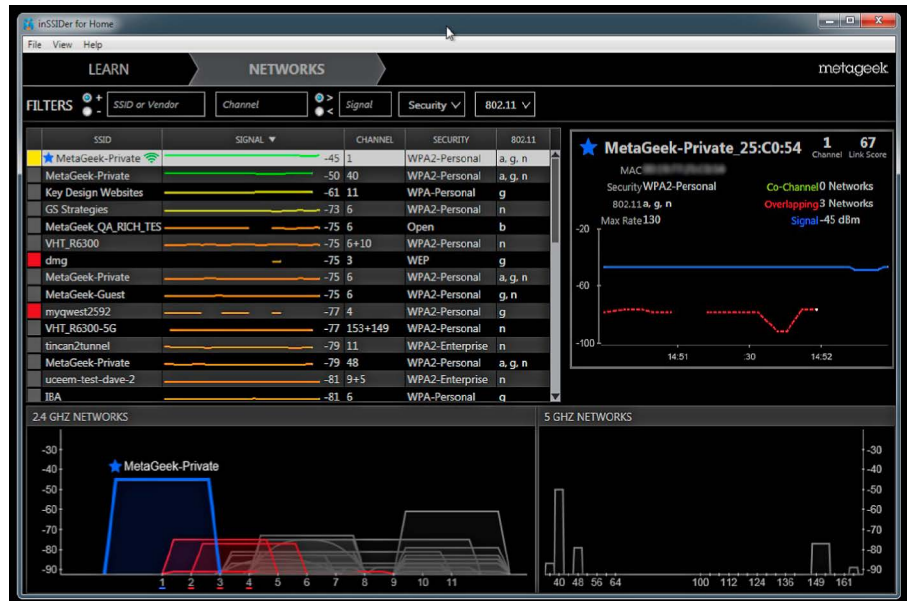 inSSIDer for Home
File View Help
LEARN NETWORKS metageek
FILTERS + - SSID or Vendor Channel > < Signal Security 802.11
SSID SIGNAL CHANNEL SECURITY 802.11
MetaGeek-Private -45 1 WPA2-Personal a, g, n
MetaGeek-Private -50 40 WPA2-Personal a, g, n
Key Design Websites -61 11 WPA-Personal g
GS Strategies -73 6 WPA2-Personal n
MetaGeek_QA_RICH_TES -75 6 Open b
VHT_R6300 -75 6+10 WPA2-Personal n
dmg -75 3 WEP g
MetaGeek-Private -75 6 WPA2-Personal a, g, n
MetaGeek-Guest -75 6 WPA2-Personal g, n
myqwest2592 -77 4 WPA2-Personal g
VHT_R6300-5G -77 153+149 WPA2-Personal n
tincan2tunnel -79 11 WPA2-Enterprise n
MetaGeek-Private -79 48 WPA2-Personal a, g, n
uceem-test-dave-2 -81 9+5 WPA2-Enterprise n
IBA -81 6 WPA-Personal g
MetaGeek-Private_25:C0:54 1 67
Channel Link Score
MAC
Security WPA2-Personal Co-Channel 0 Networks
802.11 a, g, n Overlapping 3 Networks
Max Rate 130 Signal -45 dBm
-20
-60
-100
14:51 :30 14:52
2.4 GHZ NETWORKS
MetaGeek-Private
-30
-40
-50
-60
-70
-80
-90
1 2 3 4 5 6 7 8 9 10 11
5 GHZ NETWORKS
-30
-40
-50
-60
-70
-80
-90
40 48 56 64 100 112 124 136 149 161